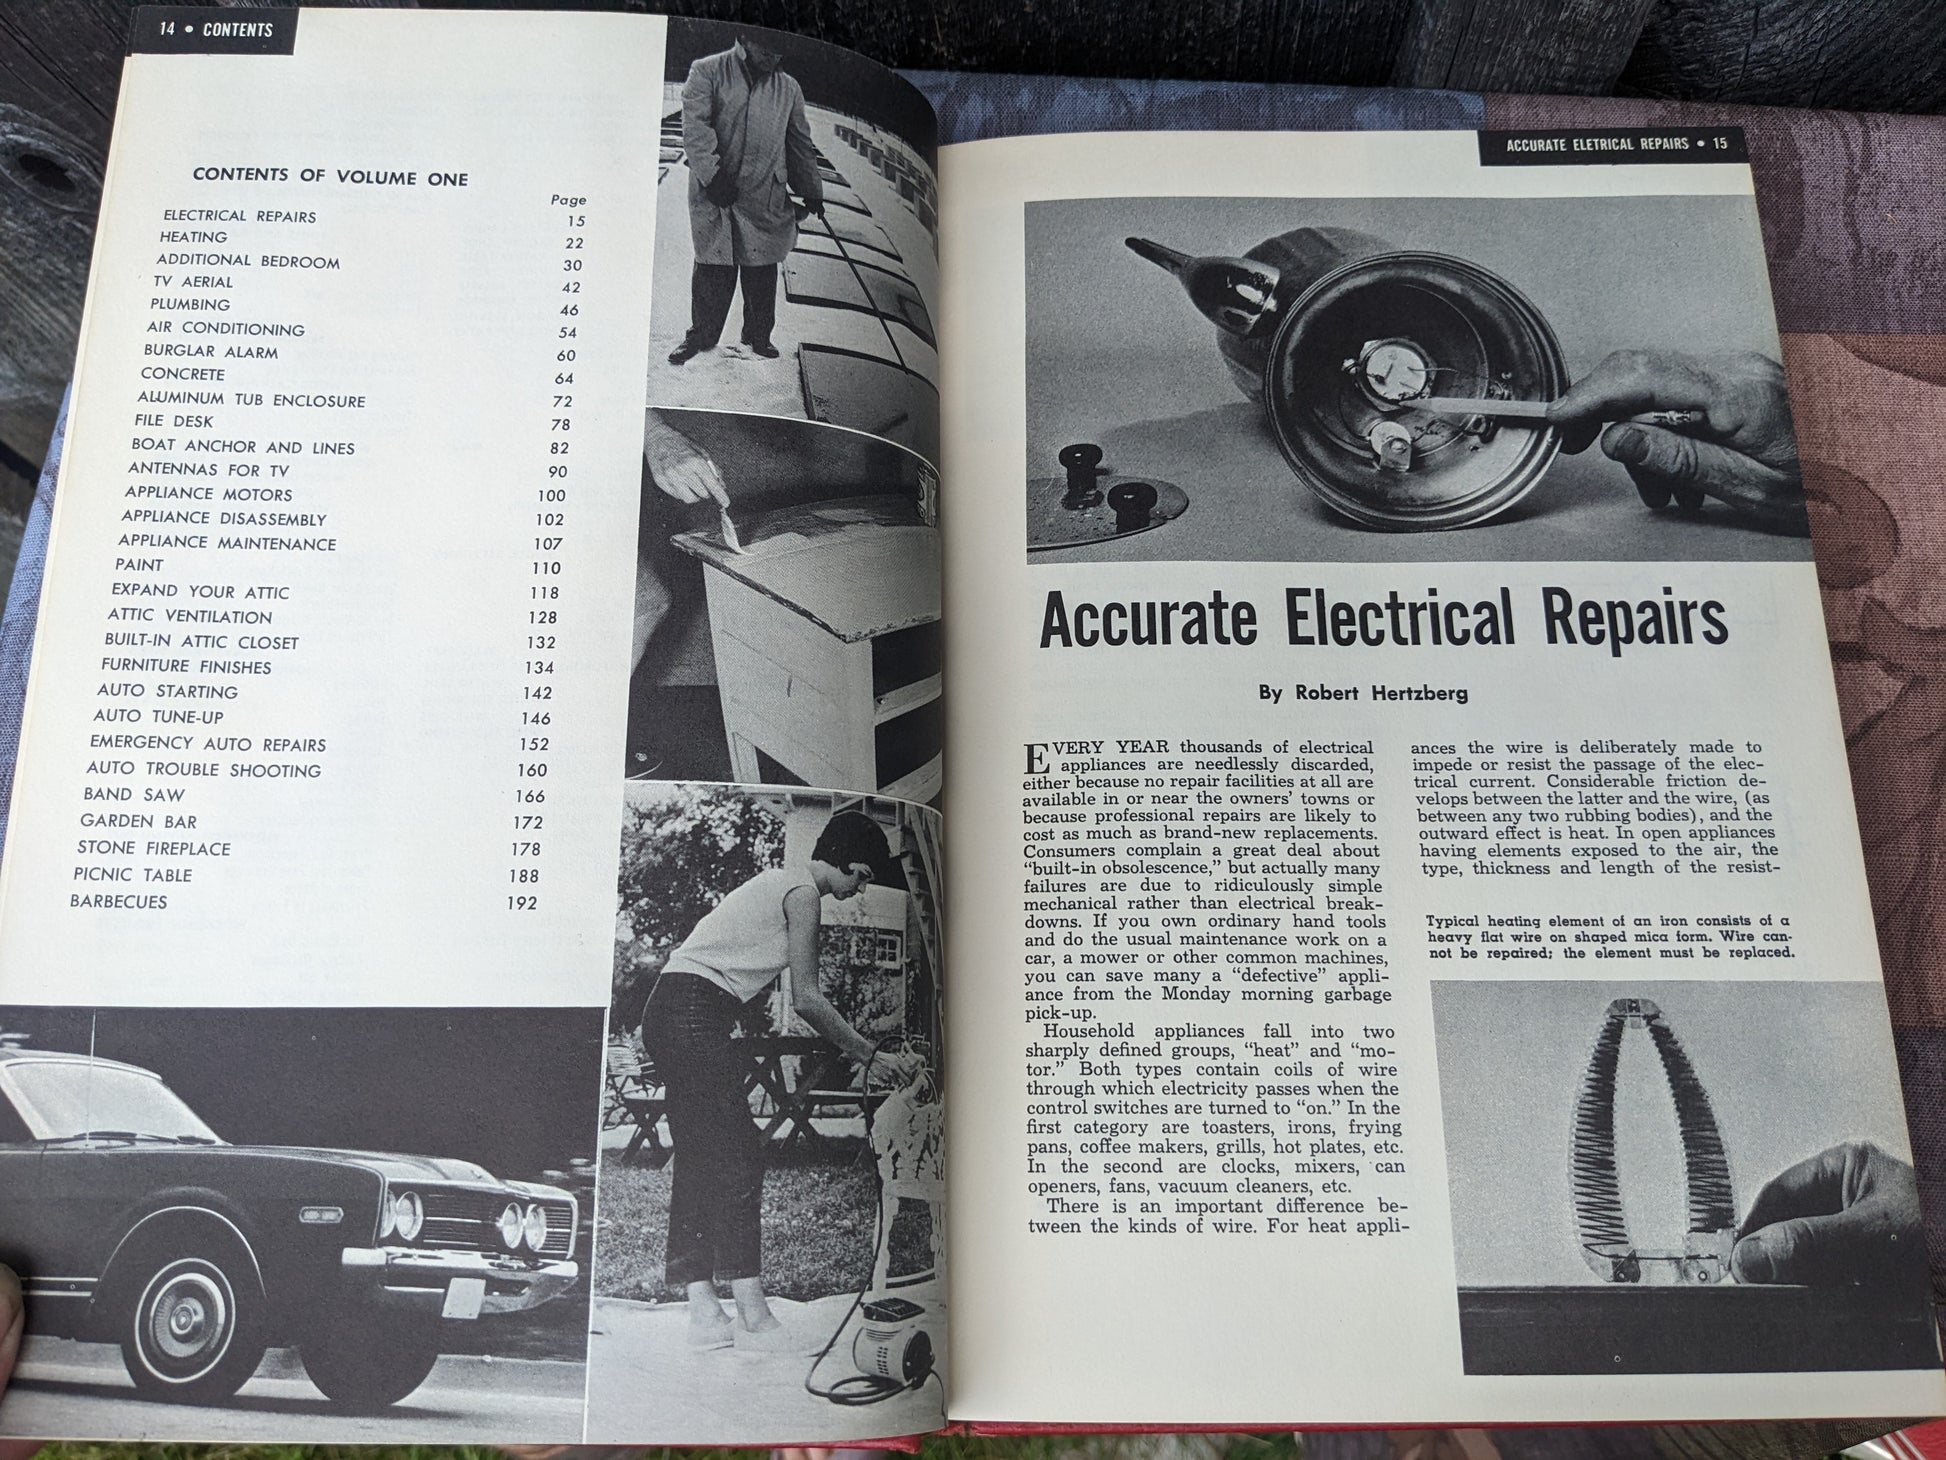 14 • CONTENTS
CONTENTS OF VOLUME ONE
Page
ELECTRICAL REPAIRS 15
HEATING 22
ADDITIONAL BEDROOM 30
TV AERIAL 42
PLUMBING 46
AIR CONDITIONING 54
BURGLAR ALARM 60
CONCRETE 64
ALUMINUM TUB ENCLOSURE 72
FILE DESK 78
BOAT ANCHOR AND LINES 82
ANTENNAS FOR TV 90
APPLIANCE MOTORS 100
APPLIANCE DISASSEMBLY 102
APPLIANCE MAINTENANCE 107
PAINT 110
EXPAND YOUR ATTIC 118
ATTIC VENTILATION 128
BUILT-IN ATTIC CLOSET 132
FURNITURE FINISHES 134
AUTO STARTING 142
AUTO TUNE-UP 146
EMERGENCY AUTO REPAIRS 152
AUTO TROUBLE SHOOTING 160
BAND SAW 166
GARDEN BAR 172
STONE FIREPLACE 178
PICNIC TABLE 188
BARBECUES 192
ACCURATE ELETRICAL REPAIRS • 15
Accurate Electrical Repairs
By Robert Hertzberg
EVERY YEAR thousands of electrical
appliances are needlessly discarded,
either because no repair facilities at all are
available in or near the owners' towns or
because professional repairs are likely to
cost as much as brand-new replacements.
Consumers complain a great deal about
"built-in obsolescence," but actually many
failures are due to ridiculously simple
mechanical rather than electrical break-
downs. If you own ordinary hand tools
and do the usual maintenance work on a
car, a mower or other common machines,
you can save many a "defective" appli-
ance from the Monday morning garbage
pick-up.
Household appliances fall into two
sharply defined groups, "heat" and "mo-
tor." Both types contain coils of wire
through which electricity passes when the
control switches are turned to "on." In the
first category are toasters, irons, frying
pans, coffee makers, grills, hot plates, etc.
In the second are clocks, mixers, can
openers, fans, vacuum cleaners, etc.
There is an important difference be-
tween the kinds of wire. For heat appli-
ances the wire is deliberately made to
impede or resist the passage of the elec-
trical current. Considerable friction de-
velops between the latter and the wire, (as
between any two rubbing bodies), and the
outward effect is heat. In open appliances
having elements exposed to the air, the
type, thickness and length of the resist-
Typical heating element of an iron consists of a
heavy flat wire on shaped mica form. Wire can-
not be repaired; the element must be replaced.